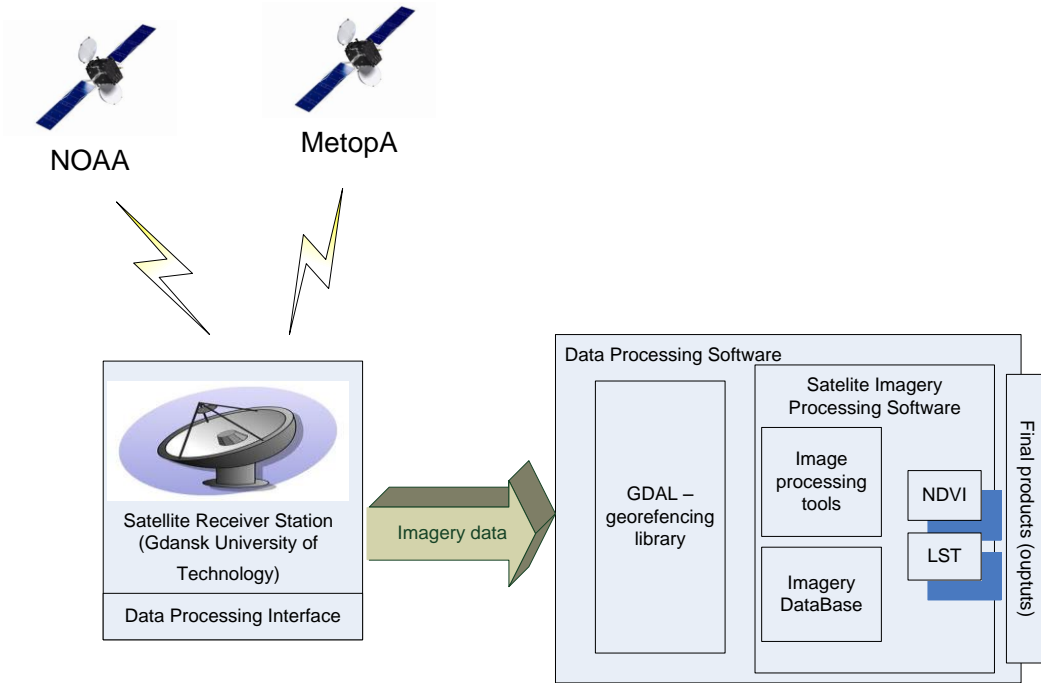 NOAA
MetopA
Satellite Receiver Station
(Gdansk University of
Technology)
Data Processing Interface
Imagery data
Data Processing Software
GDAL –
georefencing
library
Satelite Imagery
Processing Software
Image
processing
tools
Imagery
DataBase
NDVI
LST
Final products (ouptuts)